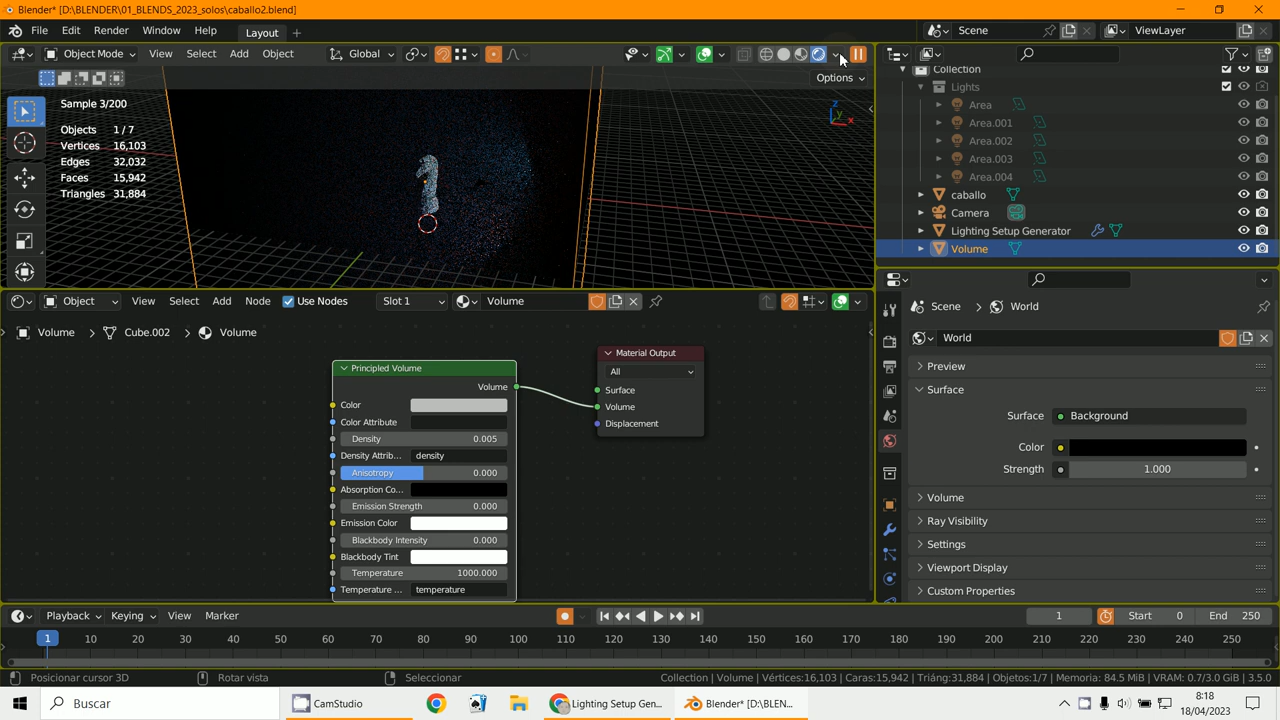 Blender* [D:\BLENDER\01_BLENDS_2023_solos\caballo2.blend]
File Edit Render Window Help Layout Scene ViewLayer
Object Mode View Select Add Object Global
Options
Sample 3/200
Objects 1 / 7
Vertices 16,103
Edges 32,032
Faces 15,942
Triangles 31,884
Z
Y
X
Collection
Lights
Area
Area.001
Area.002
Area.003
Area.004
caballo
Camera
Lighting Setup Generator
Volume
Object View Select Add Node Use Nodes Slot 1 Volume
Volume Cube.002 Volume
Material Output
All
Surface
Volume
Displacement
Principled Volume
Volume
Color
Color Attribute
Density 0.005
Density Attrib... density
Anisotropy 0.000
Absorption Co...
Emission Strength 0.000
Emission Color
Blackbody Intensity 0.000
Blackbody Tint
Temperature 1000.000
Temperature ... temperature
Scene World
World
Preview
Surface
Surface Background
Color
Strength 1.000
Volume
Ray Visibility
Settings
Viewport Display
Custom Properties
Playback Keying View Marker 1 Start 0 End 250
1 10 20 30 40 50 60 70 80 90 100 110 120 130 140 150 160 170 180 190 200 210 220 230 240 250
Posicionar cursor 3D Rotar vista Seleccionar Collection | Volume | Vértices:16,103 | Caras:15,942 | Triáng:31,884 | Objetos:1/7 | Memoria: 84.5 MiB | VRAM: 0.7/3.0 GiB | 3.5.0
Buscar CamStudio Lighting Setup Gen... Blender* [D:\BLEN... 8:18
18/04/2023